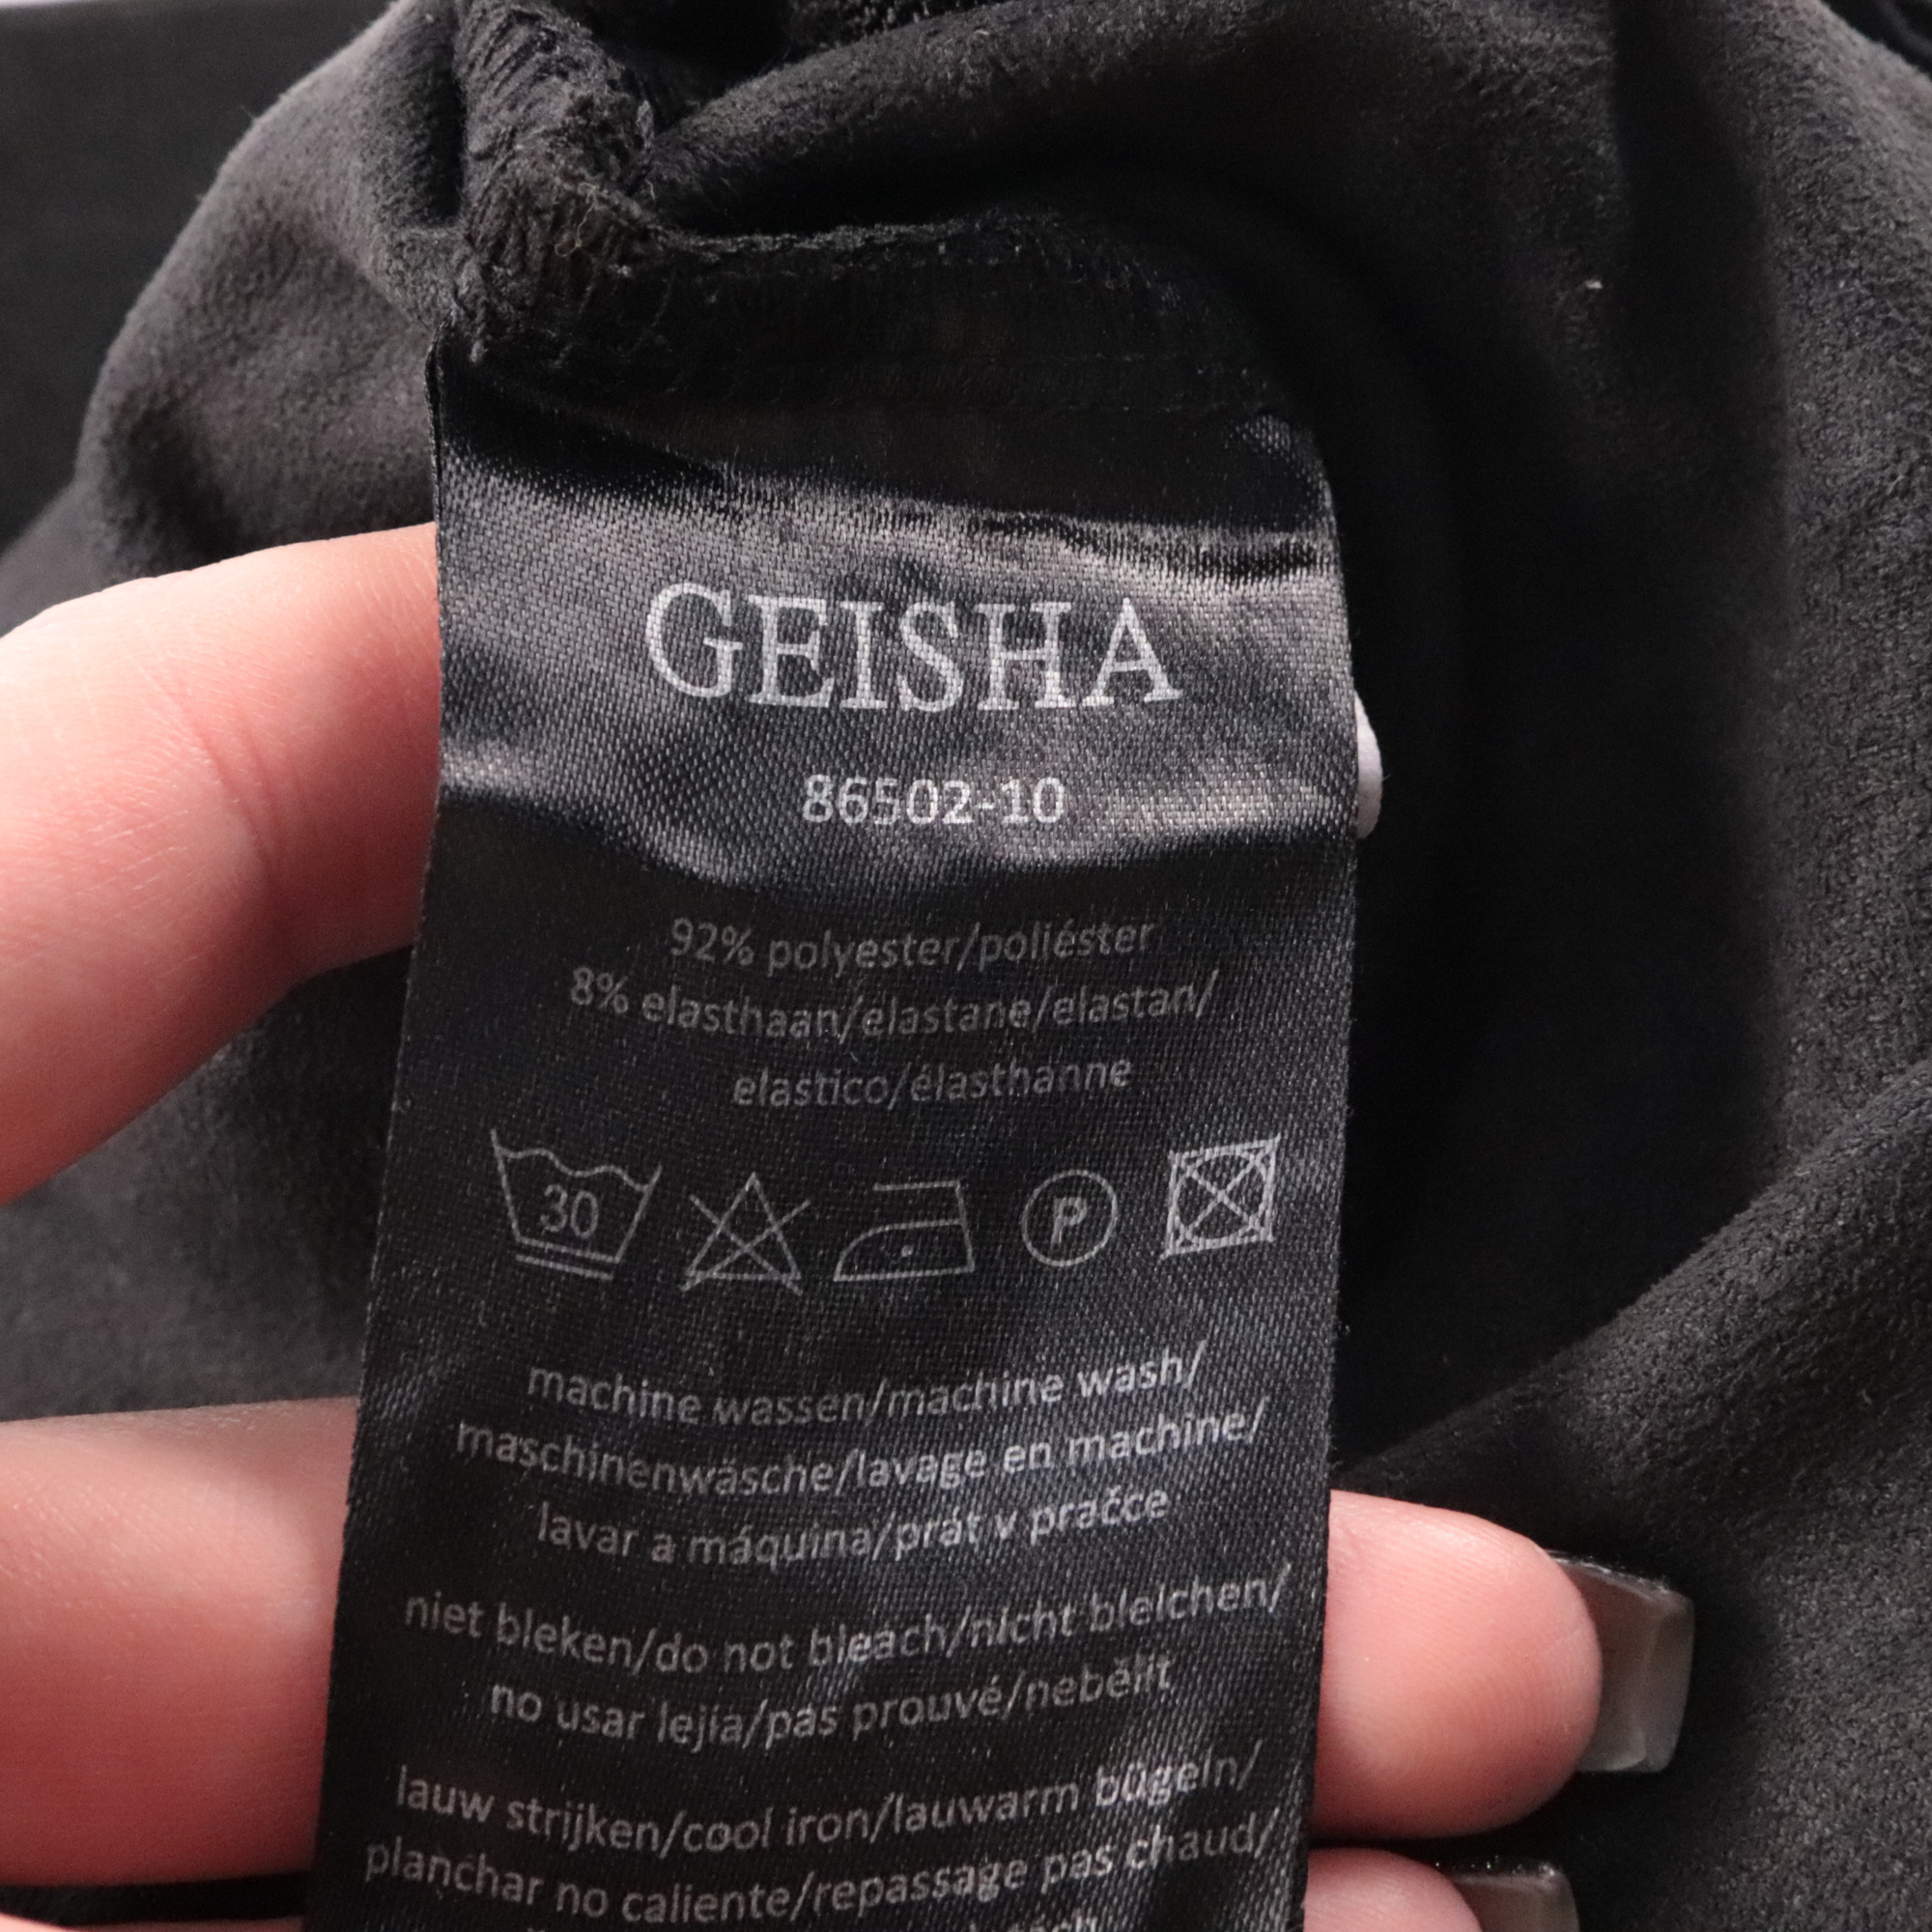 GEISHA
86502-10
92% polyester/poliéster
8% elasthaan/élastane/elastan/
elastico/élasthanne
30
P
machine wassen/machine wash/
maschinenwäsche/lavage en machine/
lavar a máquina/prát v pračce
niet bleken/do not bleach/nicht bleichen/
no usar lejía/pas prouvé/nebělit
lauw strijken/cool iron/lauwarm bügeln/
planchar no caliente/repassage pas chaud/